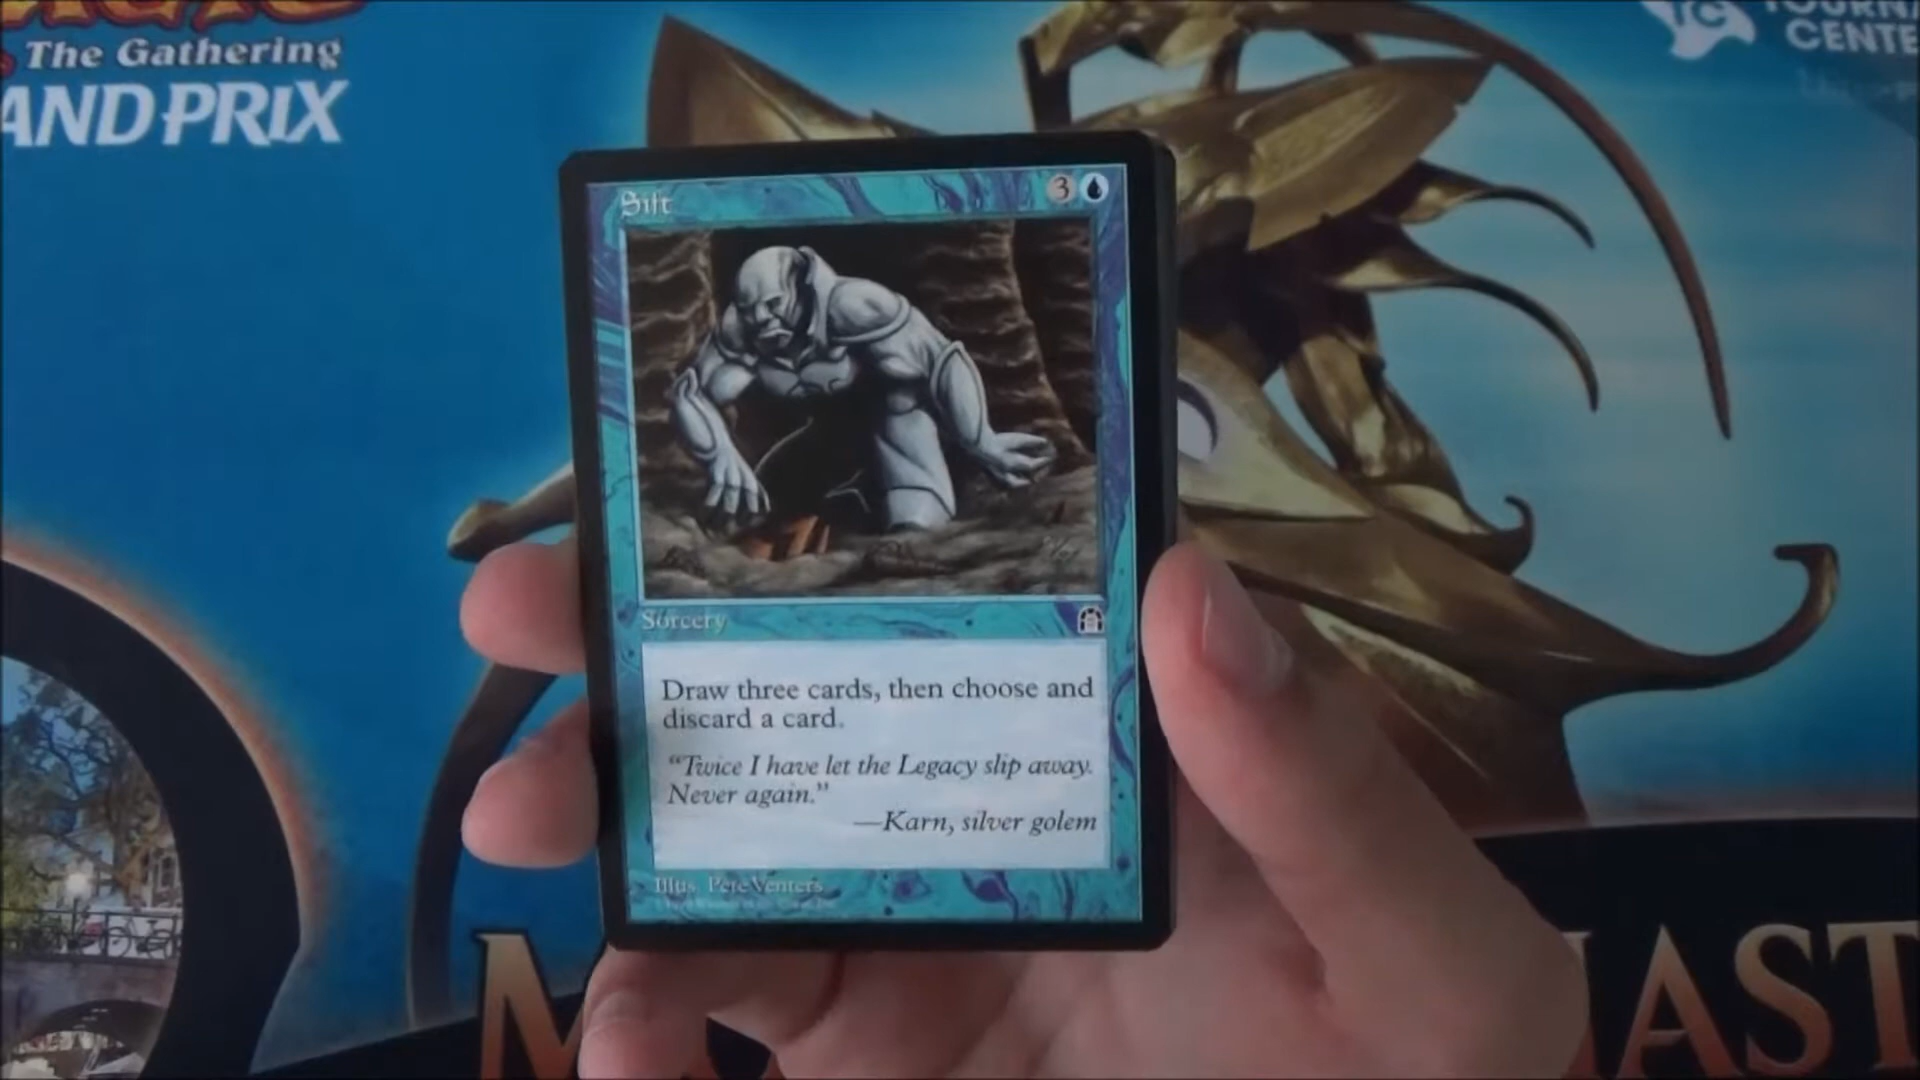 The Gathering
AND PRIX
CENTE
Sift
3
Sorcery
Draw three cards, then choose and
discard a card.
“Twice I have let the Legacy slip away.
Never again.”
—Karn, silver golem
Illus. Pete Venters